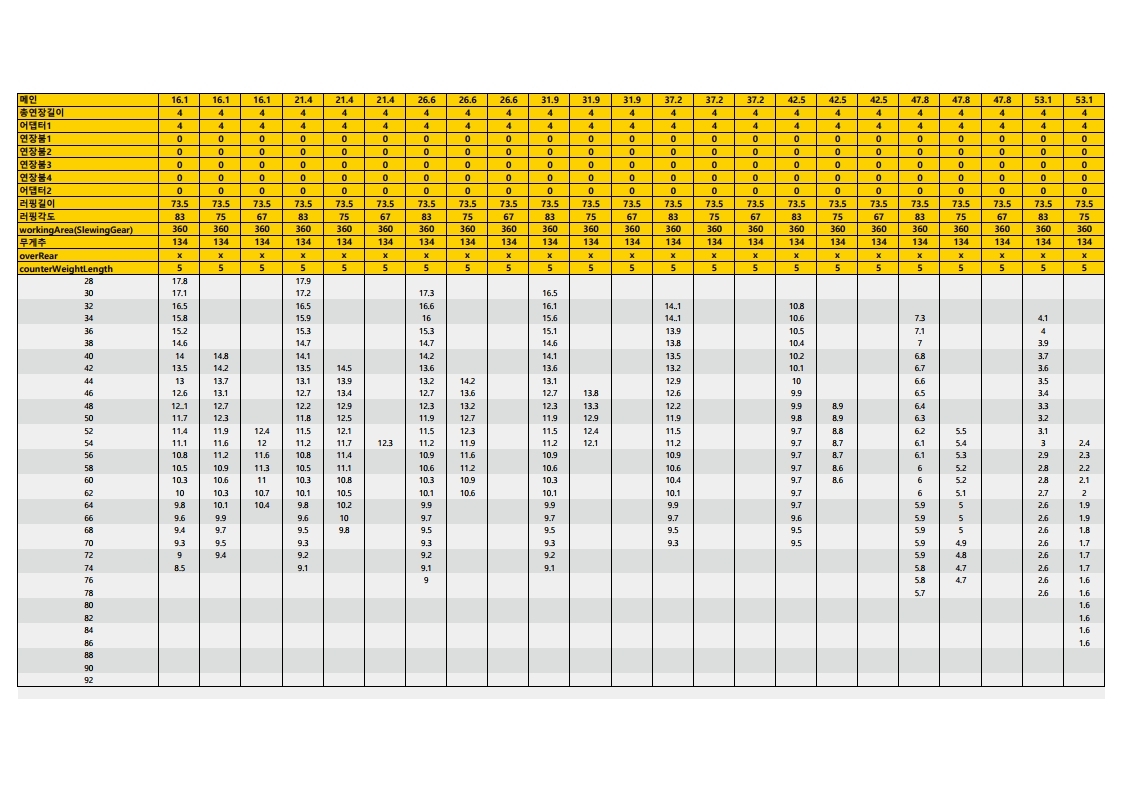 메인 16.1 16.1 16.1 21.4 21.4 21.4 26.6 26.6 26.6 31.9 31.9 31.9 37.2 37.2 37.2 42.5 42.5 42.5 47.8 47.8 47.8 53.1 53.1
총연장길이 4 4 4 4 4 4 4 4 4 4 4 4 4 4 4 4 4 4 4 4 4 4 4
어댑터1 4 4 4 4 4 4 4 4 4 4 4 4 4 4 4 4 4 4 4 4 4 4 4
연장붐1 0 0 0 0 0 0 0 0 0 0 0 0 0 0 0 0 0 0 0 0 0 0 0
연장붐2 0 0 0 0 0 0 0 0 0 0 0 0 0 0 0 0 0 0 0 0 0 0 0
연장붐3 0 0 0 0 0 0 0 0 0 0 0 0 0 0 0 0 0 0 0 0 0 0 0
연장붐4 0 0 0 0 0 0 0 0 0 0 0 0 0 0 0 0 0 0 0 0 0 0 0
어댑터2 0 0 0 0 0 0 0 0 0 0 0 0 0 0 0 0 0 0 0 0 0 0 0
러핑길이 73.5 73.5 73.5 73.5 73.5 73.5 73.5 73.5 73.5 73.5 73.5 73.5 73.5 73.5 73.5 73.5 73.5 73.5 73.5 73.5 73.5 73.5 73.5
러핑각도 83 75 67 83 75 67 83 75 67 83 75 67 83 75 67 83 75 67 83 75 67 83 75
workingArea(SlewingGear) 360 360 360 360 360 360 360 360 360 360 360 360 360 360 360 360 360 360 360 360 360 360 360
무게추 134 134 134 134 134 134 134 134 134 134 134 134 134 134 134 134 134 134 134 134 134 134 134
overRear x x x x x x x x x x x x x x x x x x x x x x x
counterWeightLength 5 5 5 5 5 5 5 5 5 5 5 5 5 5 5 5 5 5 5 5 5 5 5
28 17.8 17.9
30 17.1 17.2 17.3 16.5
32 16.5 16.5 16.6 16.1 14..1 10.8
34 15.8 15.9 16 15.6 14..1 10.6 7.3 4.1
36 15.2 15.3 15.3 15.1 13.9 10.5 7.1 4
38 14.6 14.7 14.7 14.6 13.8 10.4 7 3.9
40 14 14.8 14.1 14.2 14.1 13.5 10.2 6.8 3.7
42 13.5 14.2 13.5 14.5 13.6 13.6 13.2 10.1 6.7 3.6
44 13 13.7 13.1 13.9 13.2 14.2 13.1 12.9 10 6.6 3.5
46 12.6 13.1 12.7 13.4 12.7 13.6 12.7 13.8 12.6 9.9 6.5 3.4
48 12..1 12.7 12.2 12.9 12.3 13.2 12.3 13.3 12.2 9.9 8.9 6.4 3.3
50 11.7 12.3 11.8 12.5 11.9 12.7 11.9 12.9 11.9 9.8 8.9 6.3 3.2
52 11.4 11.9 12.4 11.5 12.1 11.5 12.3 11.5 12.4 11.5 9.7 8.8 6.2 5.5 3.1
54 11.1 11.6 12 11.2 11.7 12.3 11.2 11.9 11.2 12.1 11.2 9.7 8.7 6.1 5.4 3 2.4
56 10.8 11.2 11.6 10.8 11.4 10.9 11.6 10.9 10.9 9.7 8.7 6.1 5.3 2.9 2.3
58 10.5 10.9 11.3 10.5 11.1 10.6 11.2 10.6 10.6 9.7 8.6 6 5.2 2.8 2.2
60 10.3 10.6 11 10.3 10.8 10.3 10.9 10.3 10.4 9.7 8.6 6 5.2 2.8 2.1
62 10 10.3 10.7 10.1 10.5 10.1 10.6 10.1 10.1 9.7 6 5.1 2.7 2
64 9.8 10.1 10.4 9.8 10.2 9.9 9.9 9.9 9.7 5.9 5 2.6 1.9
66 9.6 9.9 9.6 10 9.7 9.7 9.7 9.6 5.9 5 2.6 1.9
68 9.4 9.7 9.5 9.8 9.5 9.5 9.5 9.5 5.9 5 2.6 1.8
70 9.3 9.5 9.3 9.3 9.3 9.3 9.5 5.9 4.9 2.6 1.7
72 9 9.4 9.2 9.2 9.2 5.9 4.8 2.6 1.7
74 8.5 9.1 9.1 9.1 5.8 4.7 2.6 1.7
76 9 5.8 4.7 2.6 1.6
78 5.7 2.6 1.6
80 1.6
82 1.6
84 1.6
86 1.6
88
90
92